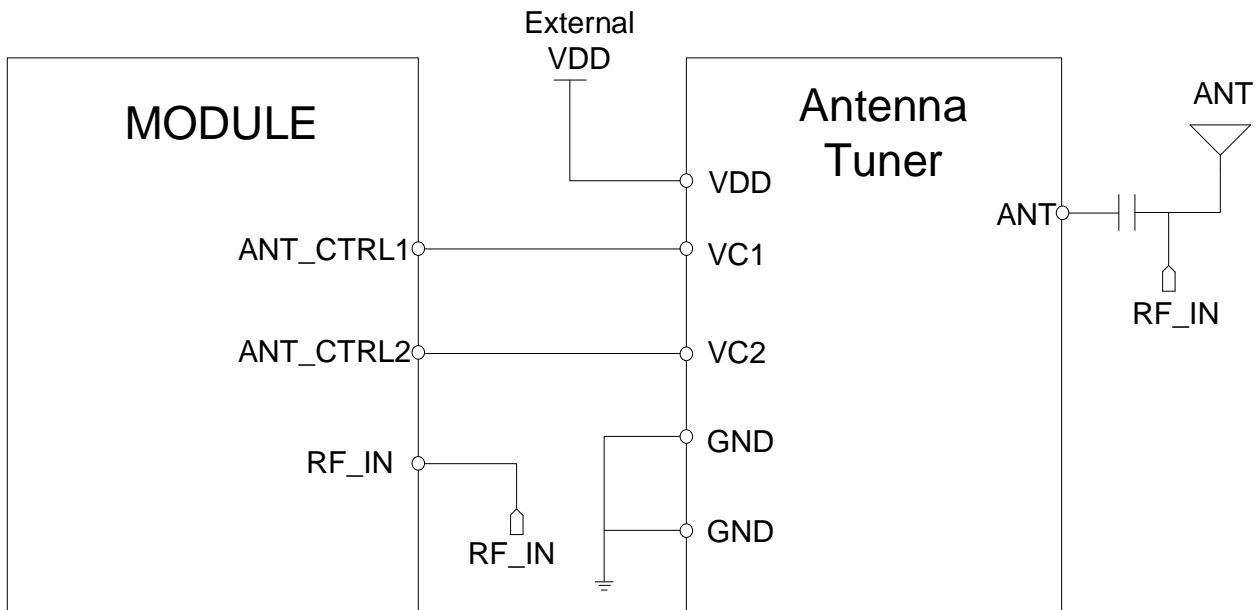 External
VDD
MODULE
Antenna
Tuner
ANT
VDD
ANT
ANT_CTRL1
VC1
RF_IN
ANT_CTRL2
VC2
GND
RF_IN
GND
RF_IN